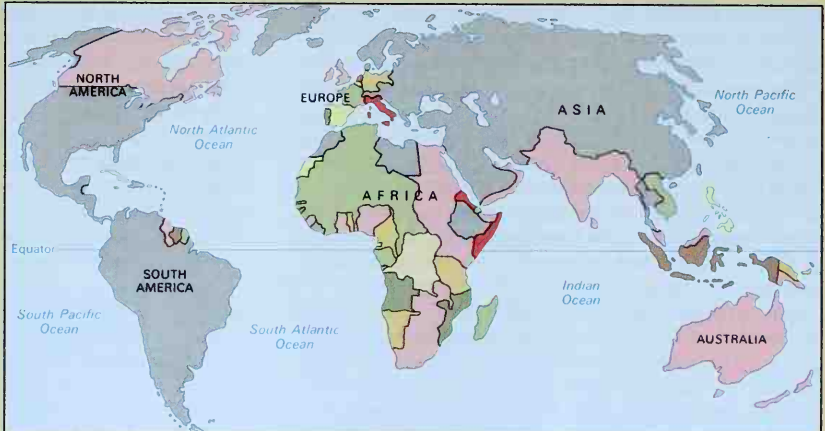 NORTH
AMERICA
North Atlantic
Ocean
EUROPE
ASIA
North Pacific
Ocean
AFRICA
Equator
SOUTH
AMERICA
South Pacific
Ocean
South Atlantic
Ocean
Indian
Ocean
AUSTRALIA